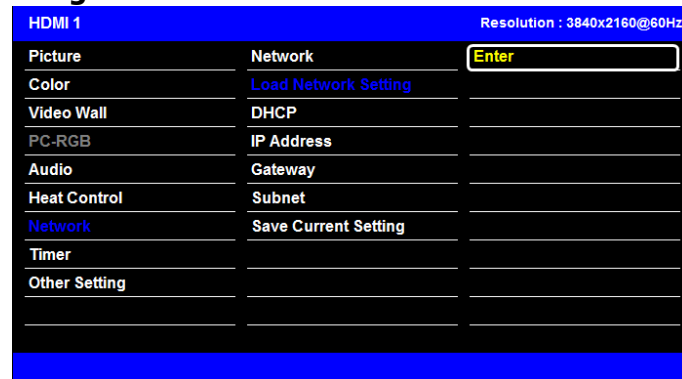 HDMI 1 Resolution : 3840x2160@60Hz
Picture Network Enter
Color Load Network Setting
Video Wall DHCP
PC-RGB IP Address
Audio Gateway
Heat Control Subnet
Network Save Current Setting
Timer
Other Setting